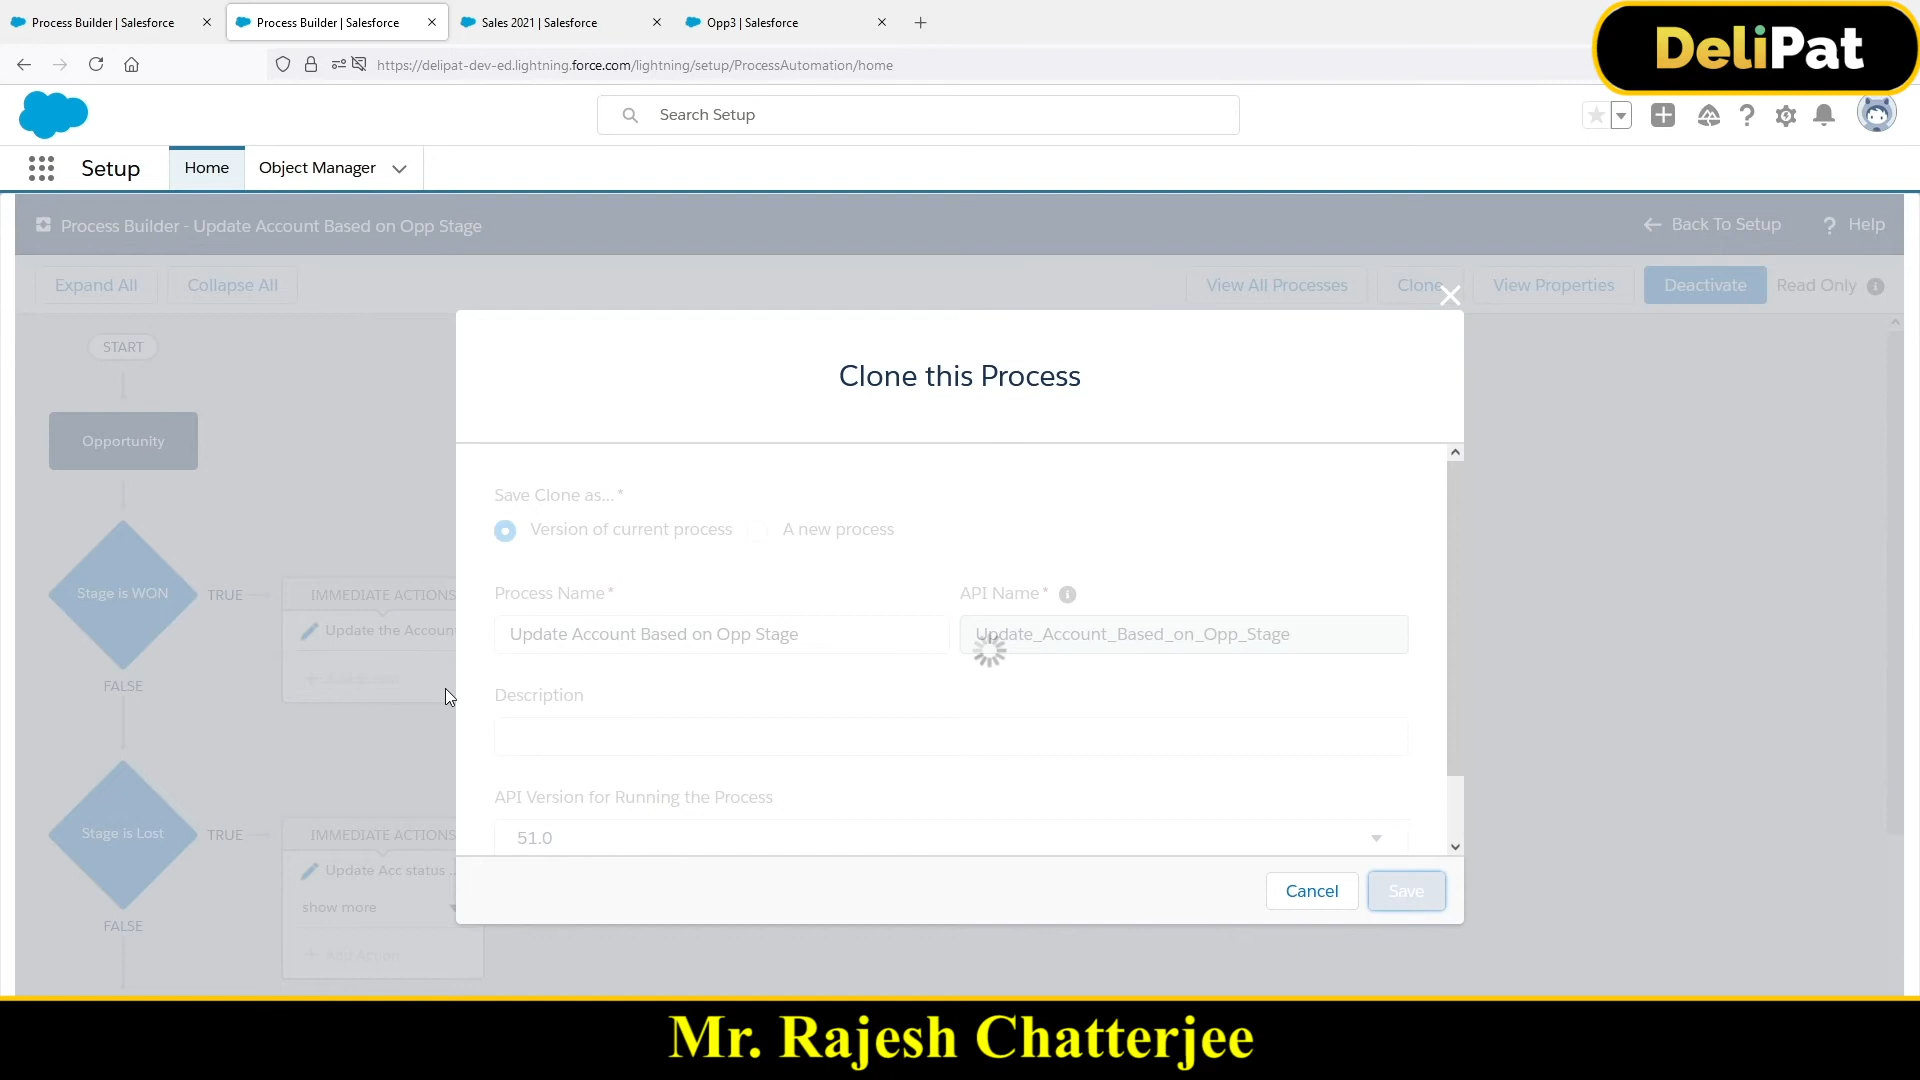 Process Builder | Salesforce
Process Builder | Salesforce
Sales 2021 | Salesforce
Opp3 | Salesforce
https://delipat-dev-ed.lightning.force.com/lightning/setup/ProcessAutomation/home
DeliPat
Search Setup
Setup
Home
Object Manager
Process Builder - Update Account Based on Opp Stage
Back To Setup
? Help
Expand All
Collapse All
View All Processes
Clone
View Properties
Deactivate
Read Only
START
Clone this Process
Opportunity
Save Clone as... *
Version of current process
A new process
Stage is WON
TRUE
IMMEDIATE ACTIONS
Process Name *
API Name *
Update the Account
Update Account Based on Opp Stage
Update_Account_Based_on_Opp_Stage
FALSE
Description
API Version for Running the Process
Stage is Lost
TRUE
IMMEDIATE ACTIONS
51.0
Update Acc status ...
show more
Cancel
Save
FALSE
+ Add Action
Mr. Rajesh Chatterjee